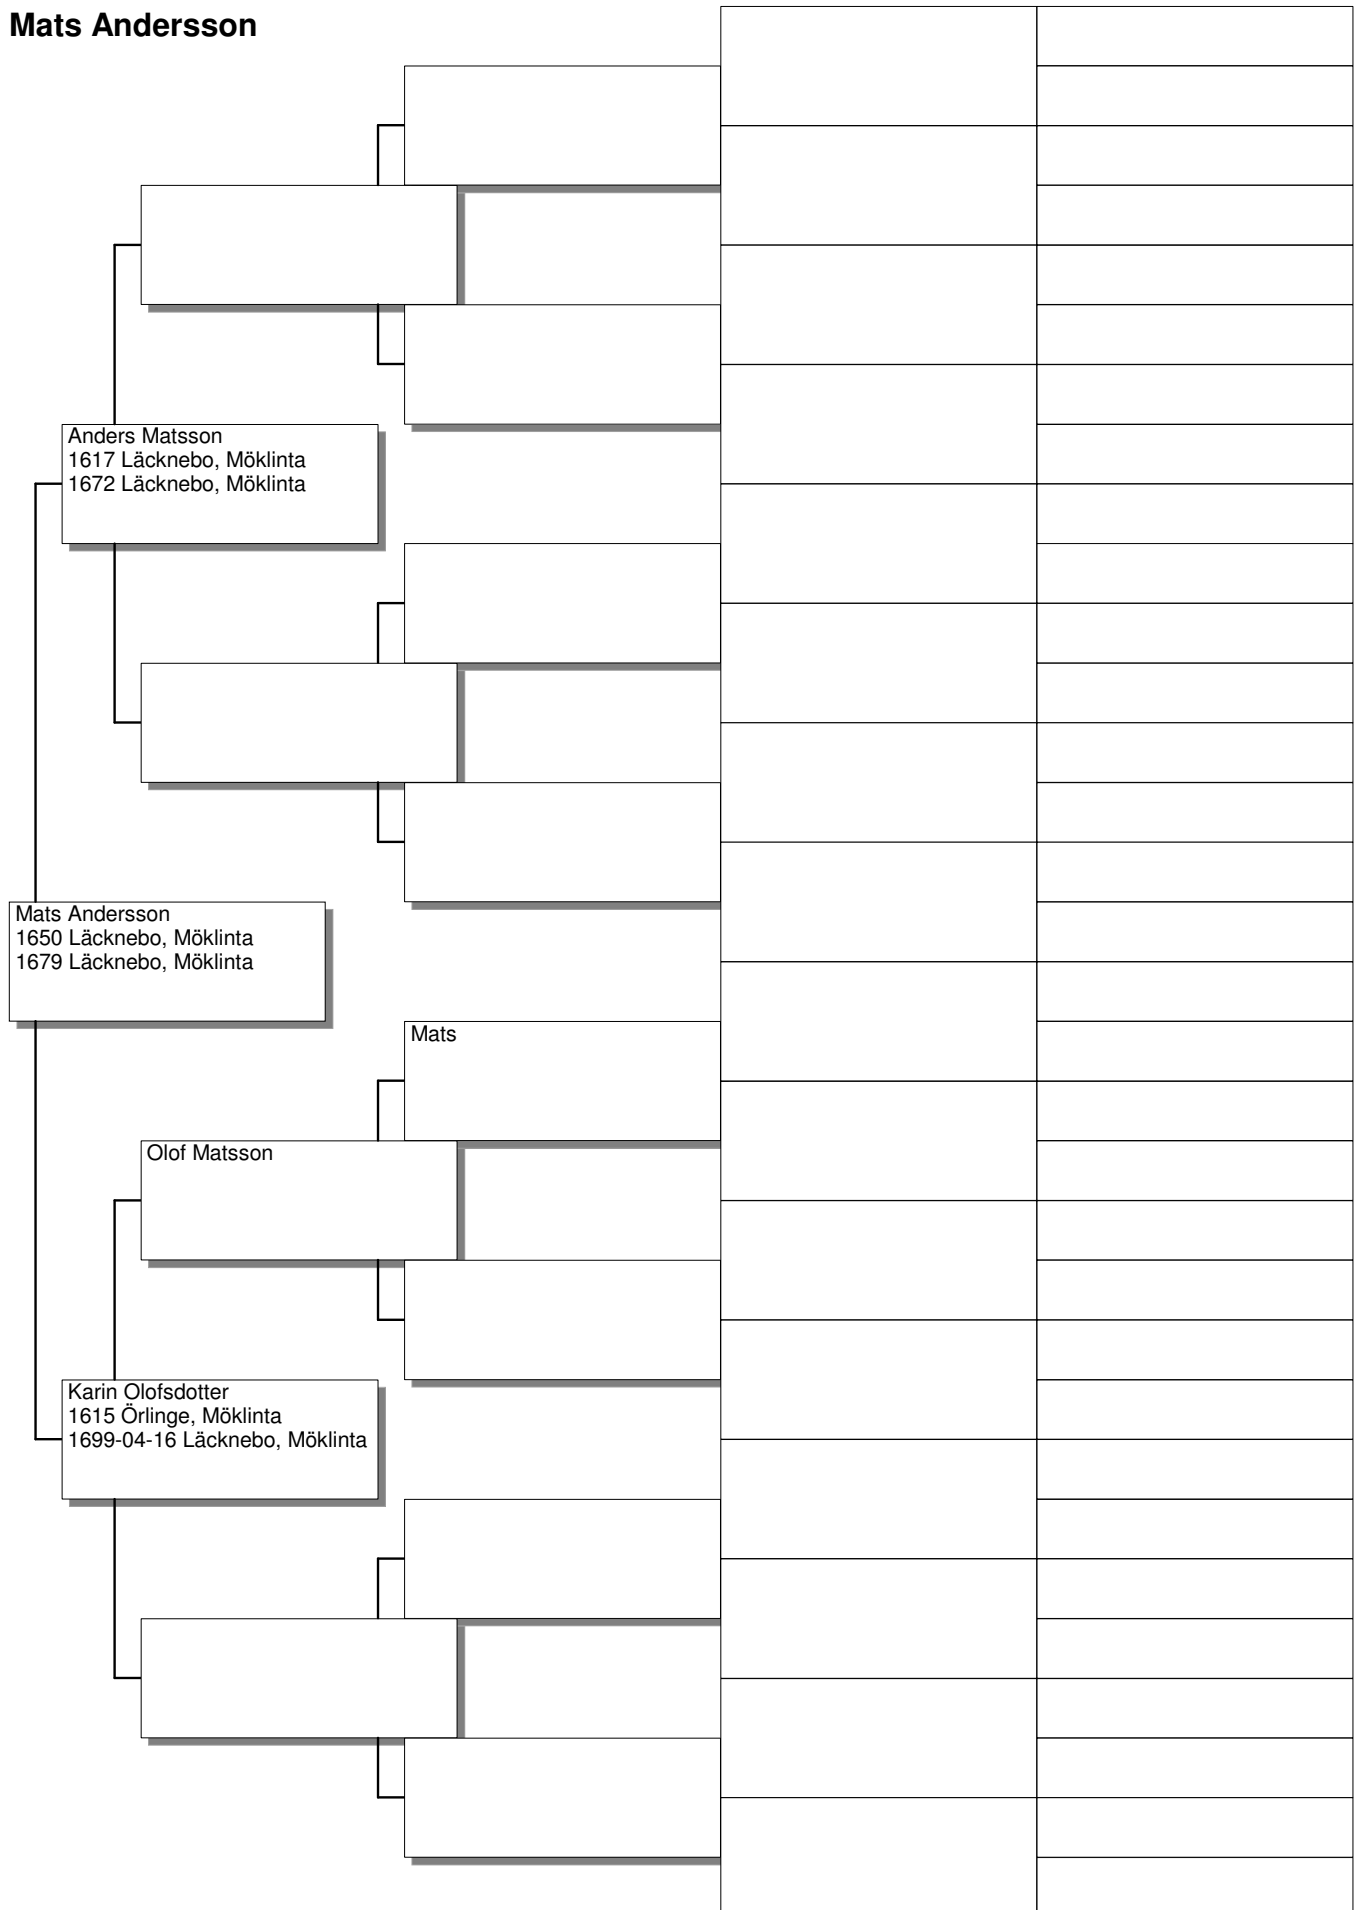 Mats Andersson
Anders Matsson
1617 Läcknebo, Möklinta
1672 Läcknebo, Möklinta
Mats Andersson
1650 Läcknebo, Möklinta
1679 Läcknebo, Möklinta
Mats
Olof Matsson
Karin Olofsdotter
1615 Örlinge, Möklinta
1699-04-16 Läcknebo, Möklinta